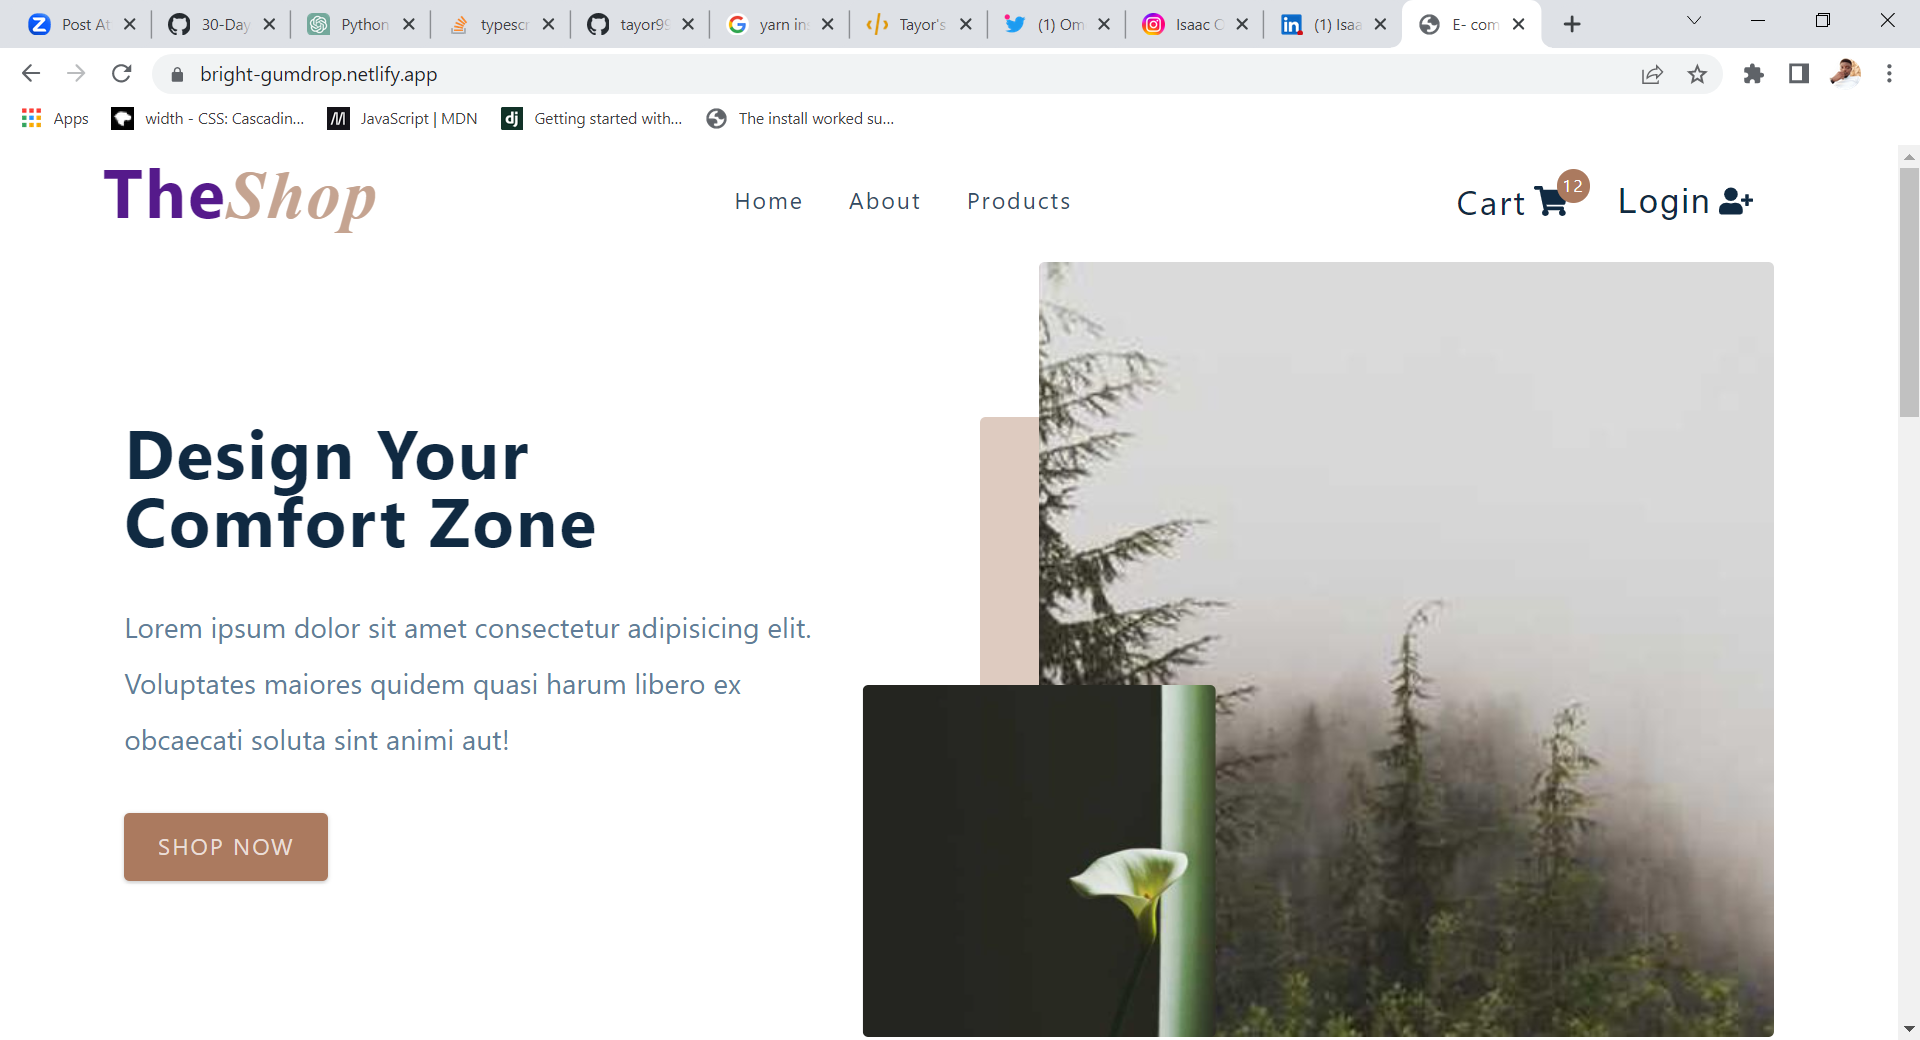 Post At
30-Day
Python
typescr
tayor99
yarn ins
Tayor's
(1) Om
Isaac O
(1) Isaa
E- com
bright-gumdrop.netlify.app
Apps
width - CSS: Cascadin...
JavaScript | MDN
Getting started with...
The install worked su...
TheShop
Home
About
Products
Cart
12
Login
Design Your
Comfort Zone
Lorem ipsum dolor sit amet consectetur adipisicing elit.
Voluptates maiores quidem quasi harum libero ex
obcaecati soluta sint animi aut!
SHOP NOW